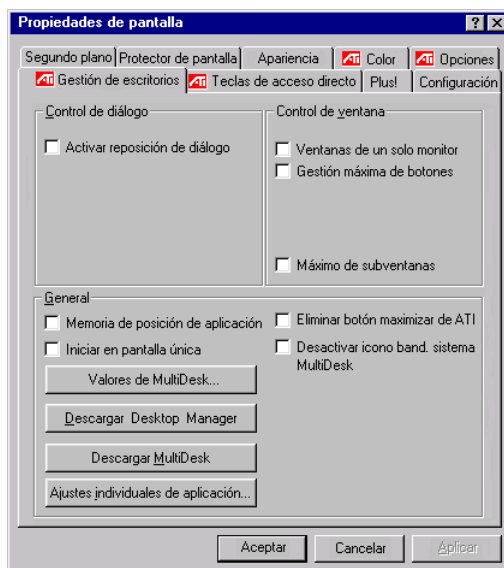 Propiedades de pantalla
Segundo plano Protector de pantalla Apariencia ATI Color ATI Opciones
ATI Gestión de escritorios ATI Teclas de acceso directo Plus! Configuración
Control de diálogo
Activar reposición de diálogo
Control de ventana
Ventanas de un solo monitor
Gestión máxima de botones
Máximo de subventanas
General
Memoria de posición de aplicación
Iniciar en pantalla única
Valores de MultiDesk...
Descargar Desktop Manager
Descargar MultiDesk
Ajustes individuales de aplicación...
Eliminar botón maximizar de ATI
Desactivar icono band. sistema
MultiDesk
Aceptar Cancelar Aplicar